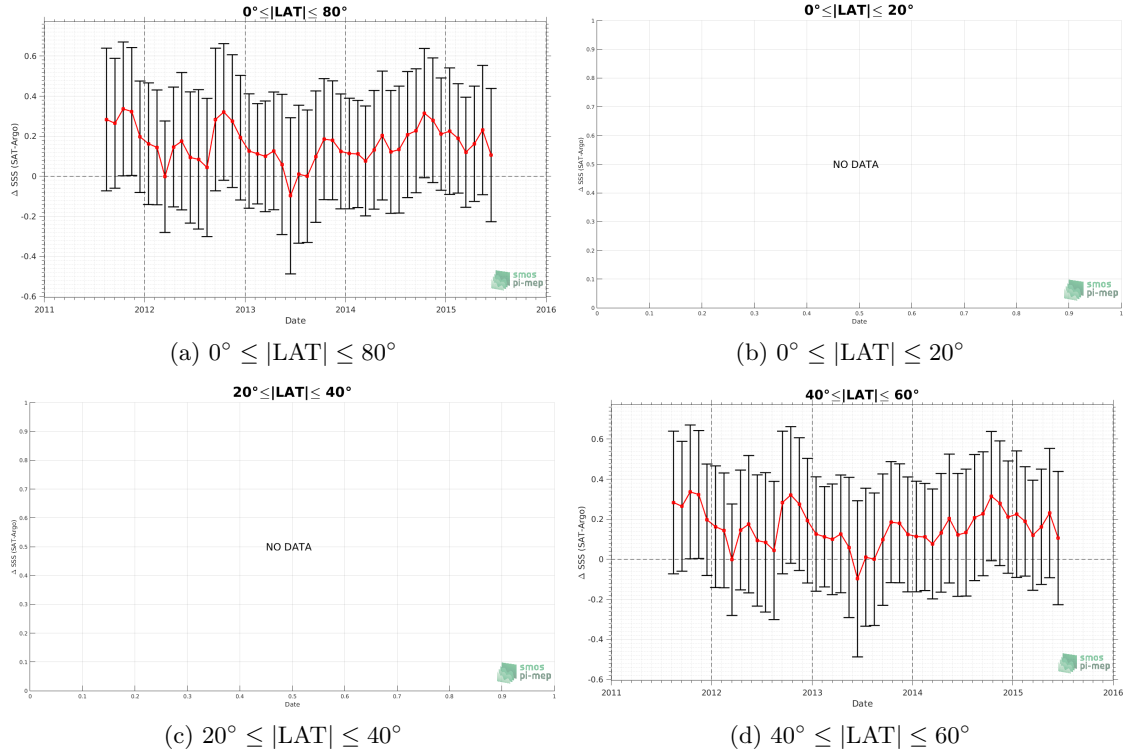 0°≤|LAT|≤ 80°
Δ SSS (SAT-Argo)
0.6
0.4
0.2
0
-0.2
-0.4
-0.6
2011 2012 2013 2014 2015 2016
Date
smos
pi-mep
(a) 0° ≤ |LAT| ≤ 80°
0°≤|LAT|≤ 20°
Δ SSS (SAT-Argo)
1
0.9
0.8
0.7
0.6
0.5
0.4
0.3
0.2
0.1
0
NO DATA
0 0.1 0.2 0.3 0.4 0.5 0.6 0.7 0.8 0.9 1
Date
smos
pi-mep
(b) 0° ≤ |LAT| ≤ 20°
20°≤|LAT|≤ 40°
Δ SSS (SAT-Argo)
1
0.9
0.8
0.7
0.6
0.5
0.4
0.3
0.2
0.1
0
NO DATA
0 0.1 0.2 0.3 0.4 0.5 0.6 0.7 0.8 0.9 1
Date
smos
pi-mep
(c) 20° ≤ |LAT| ≤ 40°
40°≤|LAT|≤ 60°
Δ SSS (SAT-Argo)
0.6
0.4
0.2
0
-0.2
-0.4
-0.6
2011 2012 2013 2014 2015 2016
Date
smos
pi-mep
(d) 40° ≤ |LAT| ≤ 60°